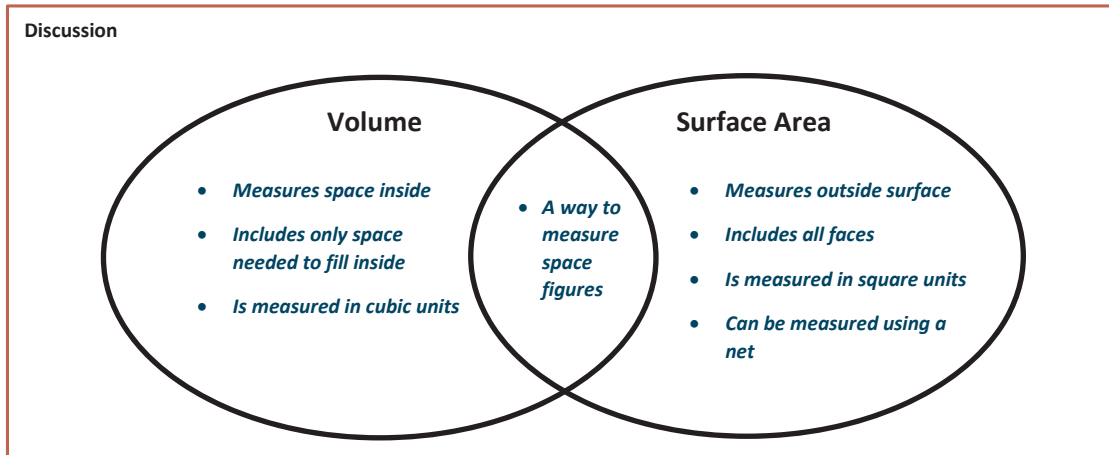 Discussion
Volume
• Measures space inside
• Includes only space
needed to fill inside
• Is measured in cubic units
• A way to
measure
space
figures
Surface Area
• Measures outside surface
• Includes all faces
• Is measured in square units
• Can be measured using a
net